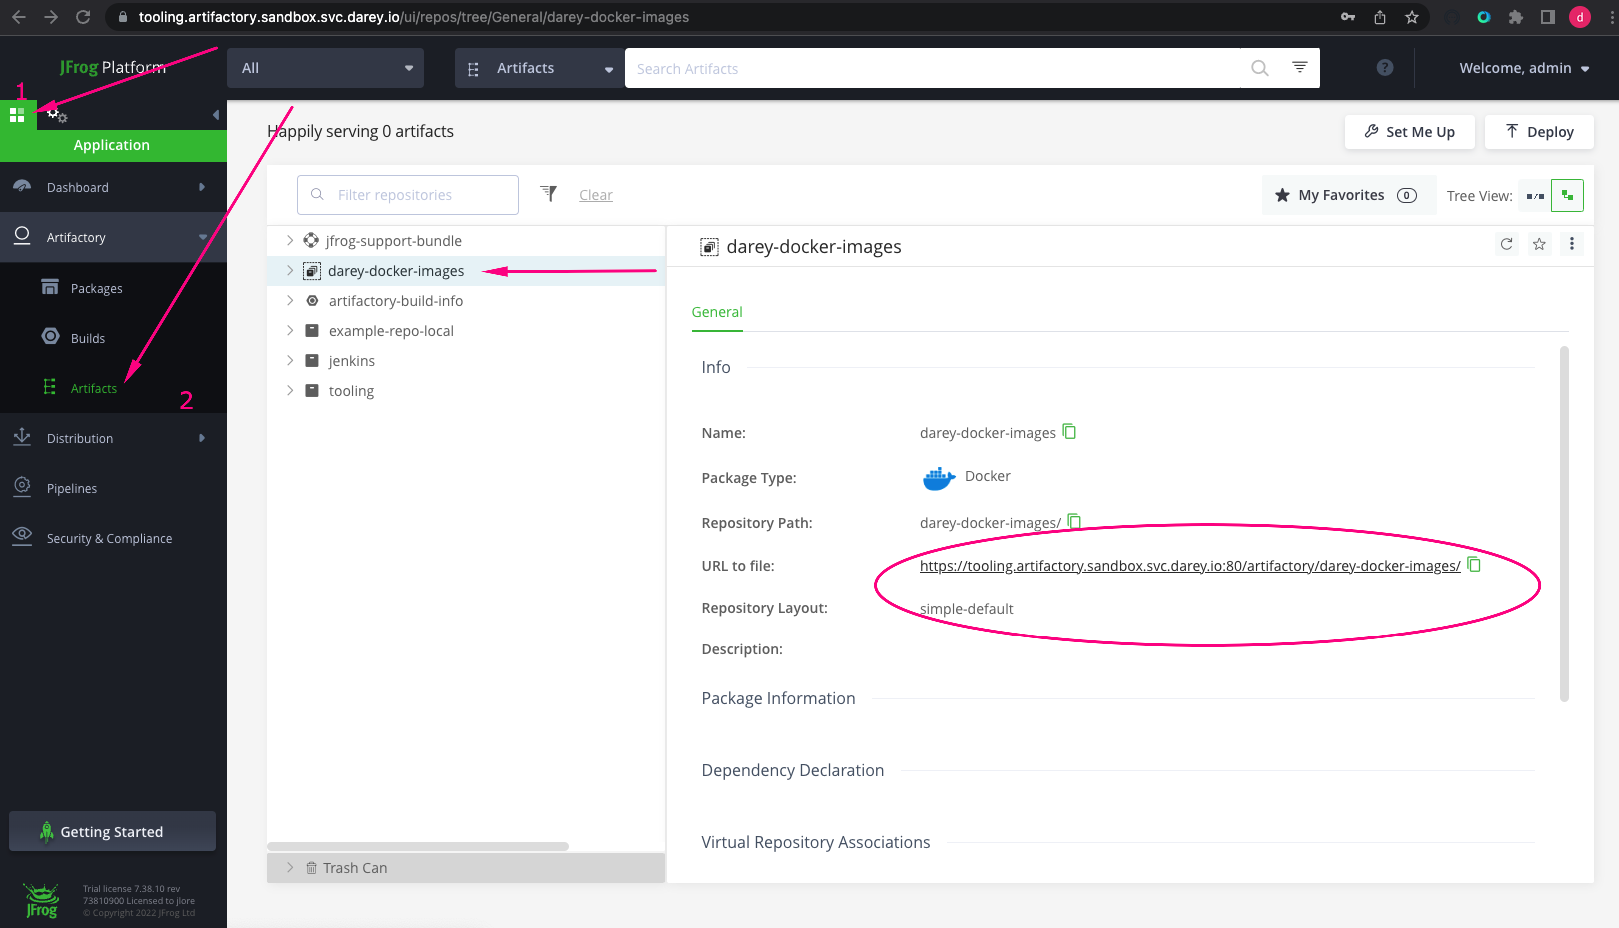 tooling.artifactory.sandbox.svc.darey.io/ui/repos/tree/General/darey-docker-images
d
JFrog Platform
All
Artifacts
Search Artifacts
?
Welcome, admin
1
Application
Happily serving 0 artifacts
Set Me Up
Deploy
Dashboard
Filter repositories
Clear
My Favorites 0
Tree View:
Artifactory
jfrog-support-bundle
darey-docker-images
darey-docker-images
Packages
artifactory-build-info
General
Builds
example-repo-local
jenkins
Info
Artifacts
2
tooling
Distribution
Name:
darey-docker-images
Pipelines
Package Type:
Docker
Security & Compliance
Repository Path:
darey-docker-images/
URL to file:
https://tooling.artifactory.sandbox.svc.darey.io:80/artifactory/darey-docker-images/
Repository Layout:
simple-default
Description:
Package Information
Dependency Declaration
Getting Started
Virtual Repository Associations
Trash Can
JFrog
Trial license 7.38.10 rev
73810900 Licensed to jlore
© Copyright 2022 JFrog Ltd